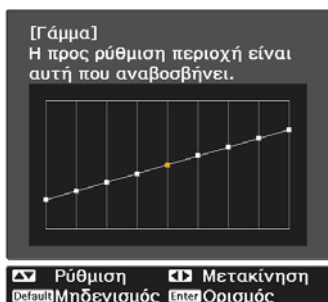 [Γάμμα]
Η προς ρύθμιση περιοχή είναι
αυτή που αναβοσβήνει.
Ρύθμιση Μετακίνηση
Default Μηδενισμός Enter Ορισμός